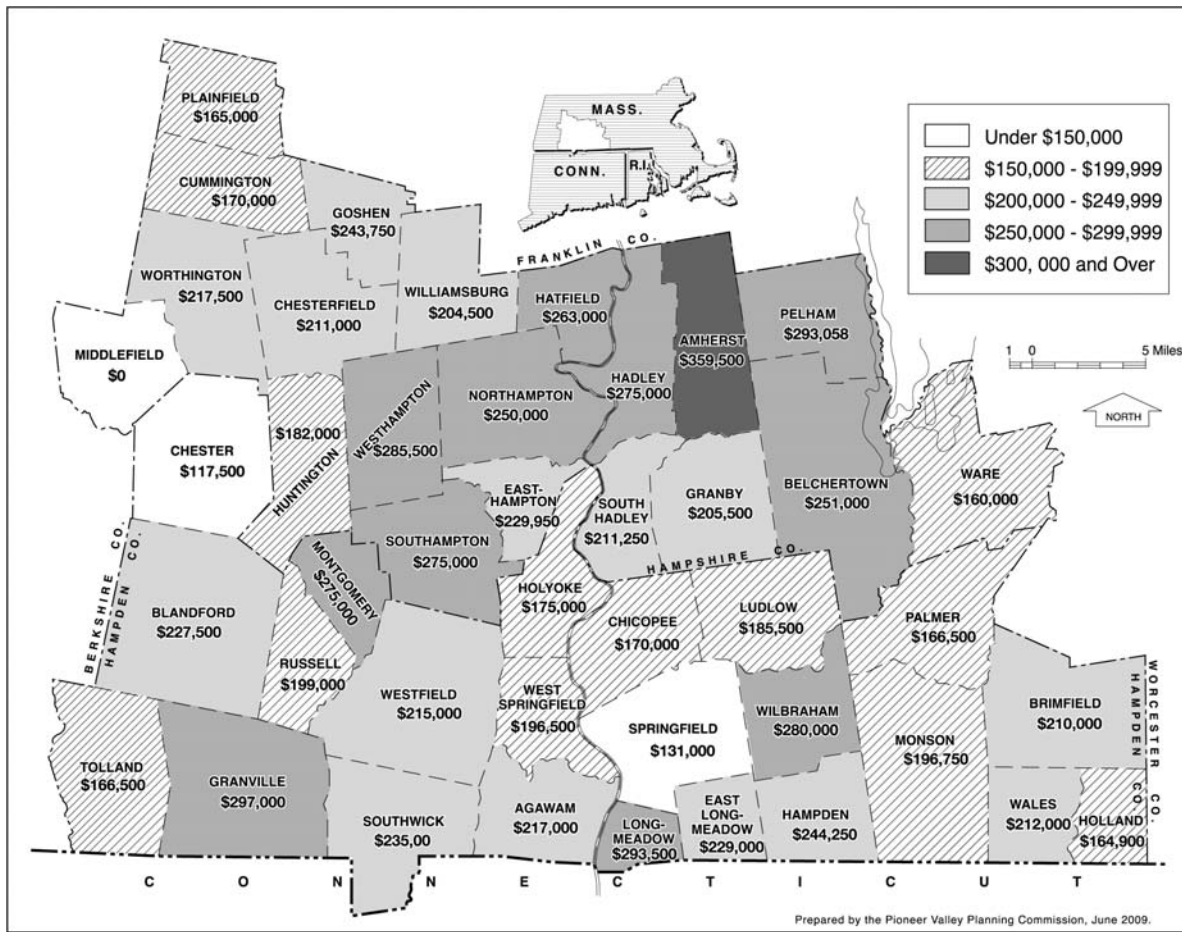 PLAINFIELD
$165,000
CUMMINGTON
$170,000
GOSHEN
$243,750
WORTHINGTON
$217,500
CHESTERFIELD
$211,000
WILLIAMSBURG
$204,500
MIDDLEFIELD
$0
CHESTER
$117,500
$182,000
HUNTINGTON
WESTHAMPTON
$285,500
NORTHAMPTON
$250,000
HATFIELD
$263,000
HADLEY
$275,000
AMHERST
$359,500
PELHAM
$293,058
BELCHERTOWN
$251,000
WARE
$160,000
EAST-
HAMPTON
$229,950
SOUTH
HADLEY
$211,250
GRANBY
$205,500
SOUTHAMPTON
$275,000
MONTGOMERY
$275,000
BLANDFORD
$227,500
RUSSELL
$199,000
HOLYOKE
$175,000
CHICOPEE
$170,000
LUDLOW
$185,500
PALMER
$166,500
WESTFIELD
$215,000
WEST
SPRINGFIELD
$196,500
SPRINGFIELD
$131,000
WILBRAHAM
$280,000
MONSON
$196,750
BRIMFIELD
$210,000
TOLLAND
$166,500
GRANVILLE
$297,000
SOUTHWICK
$235,00
AGAWAM
$217,000
LONG-
MEADOW
$293,500
EAST
LONG-
MEADOW
$229,000
HAMPDEN
$244,250
WALES
$212,000
HOLLAND
$164,900
MASS.
CONN.
R.I.
FRANKLIN CO.
HAMPSHIRE CO.
BERKSHIRE CO.
HAMPDEN CO.
HAMPDEN CO.
WORCESTER CO.
CONNECTICUT
Under $150,000
$150,000 - $199,999
$200,000 - $249,999
$250,000 - $299,999
$300, 000 and Over
1 0 5 Miles
NORTH
Prepared by the Pioneer Valley Planning Commission, June 2009.